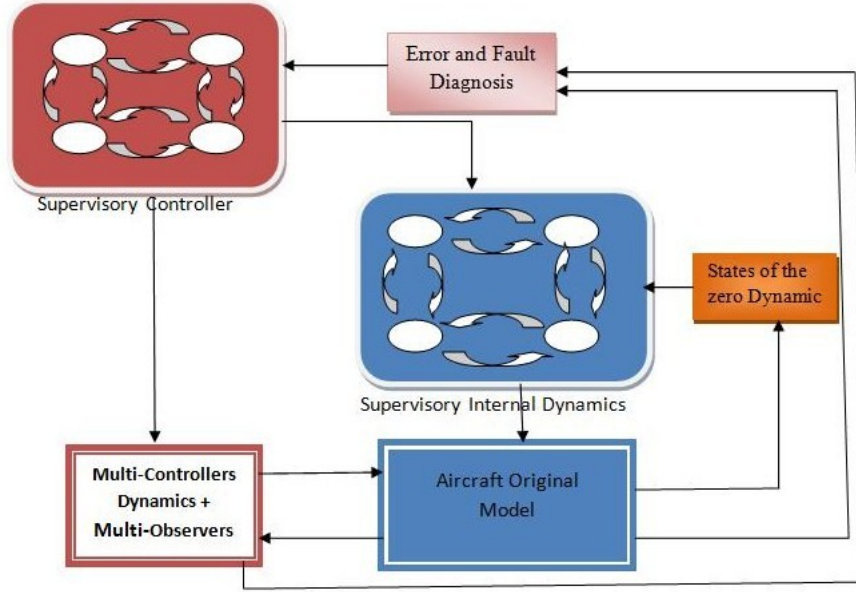 Error and Fault
Diagnosis
Supervisory Controller
States of the
zero Dynamic
Supervisory Internal Dynamics
Multi-Controllers
Dynamics +
Multi-Observers
Aircraft Original
Model